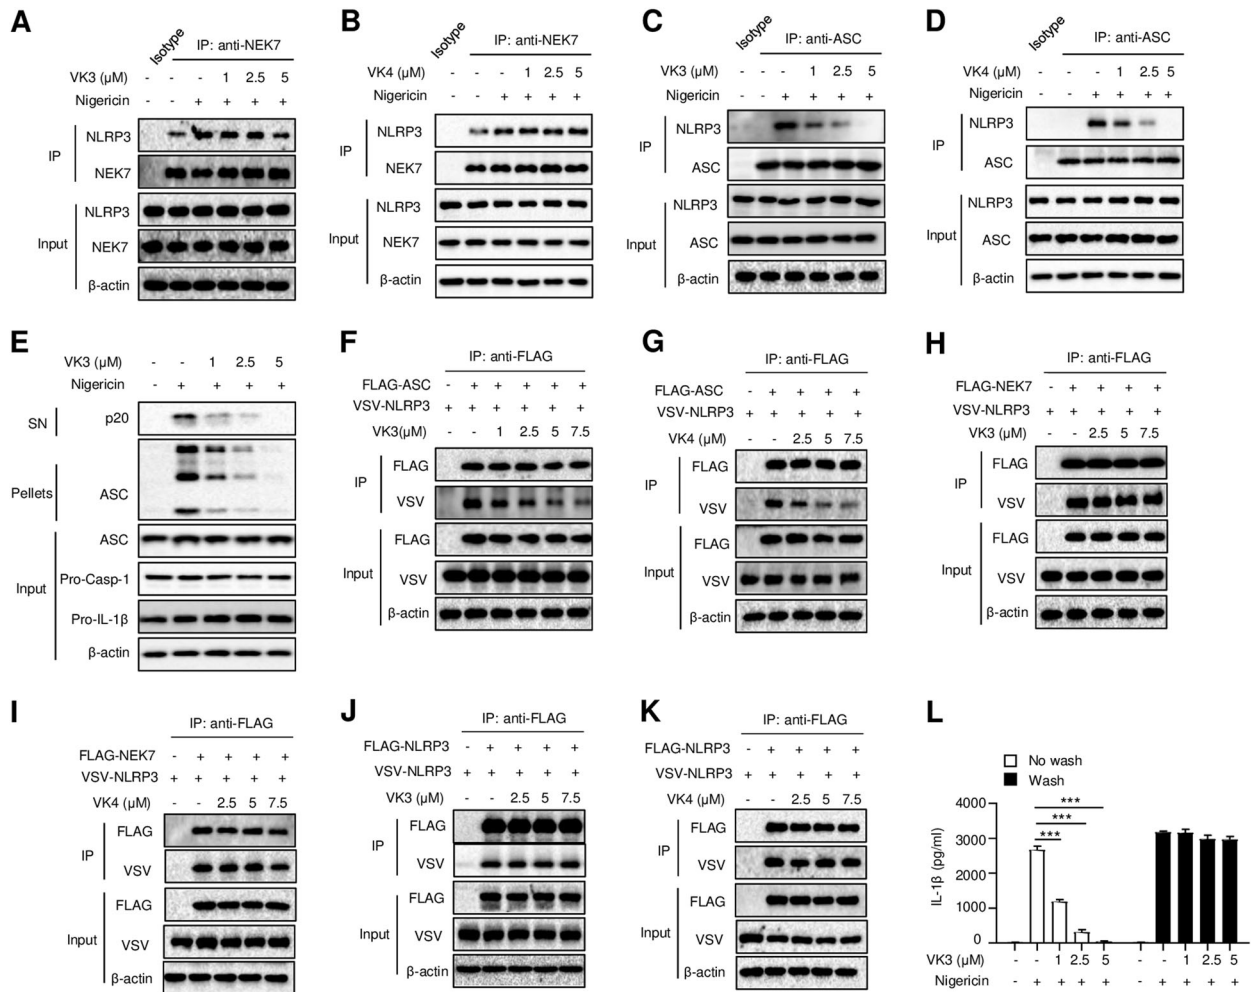 A
Isotype
IP: anti-NEK7
VK3 (μM) - - - 1 2.5 5
Nigericin - - + + + +
IP
NLRP3
NEK7
Input
NLRP3
NEK7
β-actin
B
Isotype
IP: anti-NEK7
VK4 (μM) - - - 1 2.5 5
Nigericin - - + + + +
IP
NLRP3
NEK7
Input
NLRP3
NEK7
β-actin
C
Isotype
IP: anti-ASC
VK3 (μM) - - - 1 2.5 5
Nigericin - - + + + +
IP
NLRP3
ASC
Input
NLRP3
ASC
β-actin
D
Isotype
IP: anti-ASC
VK4 (μM) - - - 1 2.5 5
Nigericin - - + + + +
IP
NLRP3
ASC
Input
NLRP3
ASC
β-actin
E
VK3 (μM) - - 1 2.5 5
Nigericin - + + + +
SN
p20
Pellets
ASC
Input
ASC
Pro-Casp-1
Pro-IL-1β
β-actin
F
IP: anti-FLAG
FLAG-ASC - + + + + +
VSV-NLRP3 + + + + + +
VK3(μM) - - 1 2.5 5 7.5
IP
FLAG
VSV
Input
FLAG
VSV
β-actin
G
IP: anti-FLAG
FLAG-ASC - + + + +
VSV-NLRP3 + + + + +
VK4 (μM) - - 2.5 5 7.5
IP
FLAG
VSV
Input
FLAG
VSV
β-actin
H
IP: anti-FLAG
FLAG-NEK7 - + + + +
VSV-NLRP3 + + + + +
VK3 (μM) - - 2.5 5 7.5
IP
FLAG
VSV
Input
FLAG
VSV
β-actin
I
IP: anti-FLAG
FLAG-NEK7 - + + + +
VSV-NLRP3 + + + + +
VK4 (μM) - - 2.5 5 7.5
IP
FLAG
VSV
Input
FLAG
VSV
β-actin
J
IP: anti-FLAG
FLAG-NLRP3 - + + + +
VSV-NLRP3 + + + + +
VK3 (μM) - - 2.5 5 7.5
IP
FLAG
VSV
Input
FLAG
VSV
β-actin
K
IP: anti-FLAG
FLAG-NLRP3 - + + + +
VSV-NLRP3 + + + + +
VK4 (μM) - - 2.5 5 7.5
IP
FLAG
VSV
Input
FLAG
VSV
β-actin
L
No wash
Wash
IL-1β (pg/ml)
4000
3000
2000
1000
0
***
***
***
VK3 (μM) - - 1 2.5 5 - - 1 2.5 5
Nigericin - + + + + - + + + +